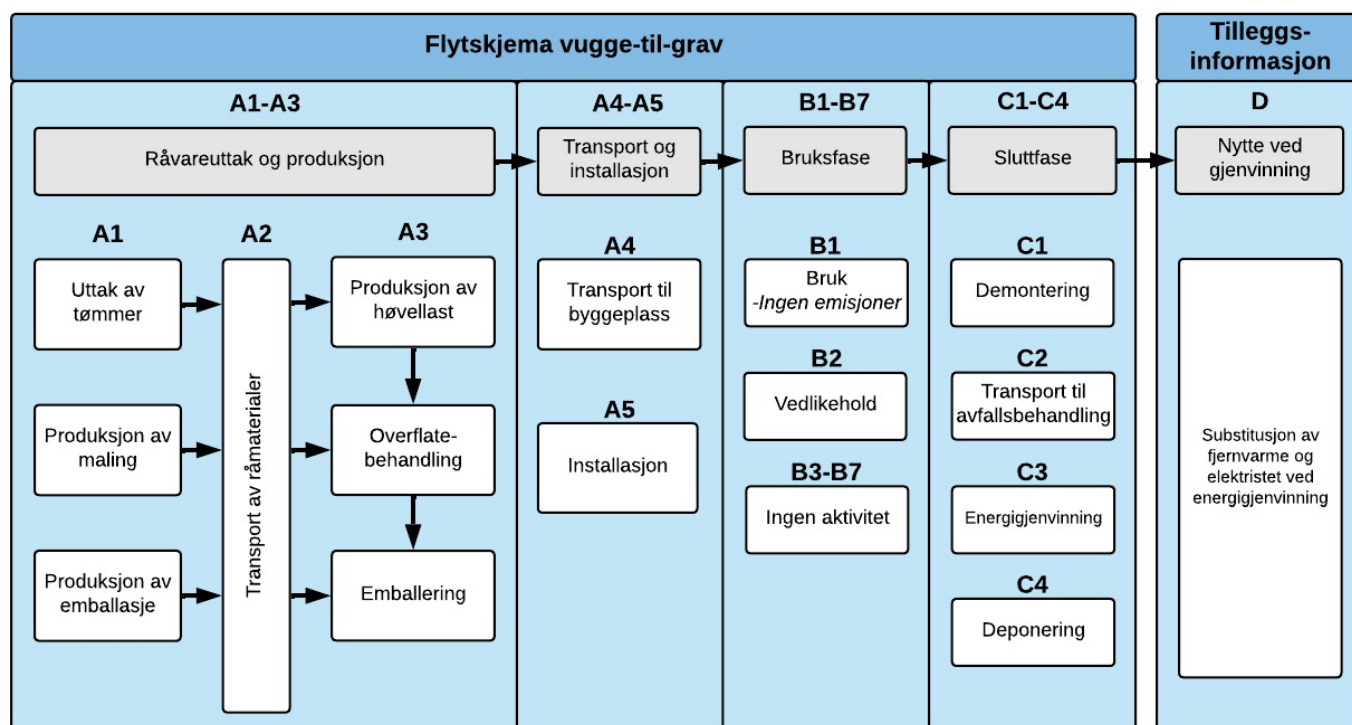 Flytskjema vugge-til-grav
Tilleggs-
informasjon
A1-A3
A4-A5
B1-B7
C1-C4
D
Råvareuttak og produksjon
Transport og
installasjon
Bruksfase
Sluttfase
Nytte ved
gjenvinning
A1
A2
A3
Uttak av
tømmer
Produksjon av
maling
Produksjon av
emballasje
Transport av råmaterialer
Produksjon av
høvellast
Overflate-
behandling
Emballering
A4
Transport til
byggeplass
A5
Installasjon
B1
Bruk
-Ingen emisjoner
B2
Vedlikehold
B3-B7
Ingen aktivitet
C1
Demontering
C2
Transport til
avfallsbehandling
C3
Energigjenvinning
C4
Deponering
Substitusjon av
fjernvarme og
elektristet ved
energigjenvinning